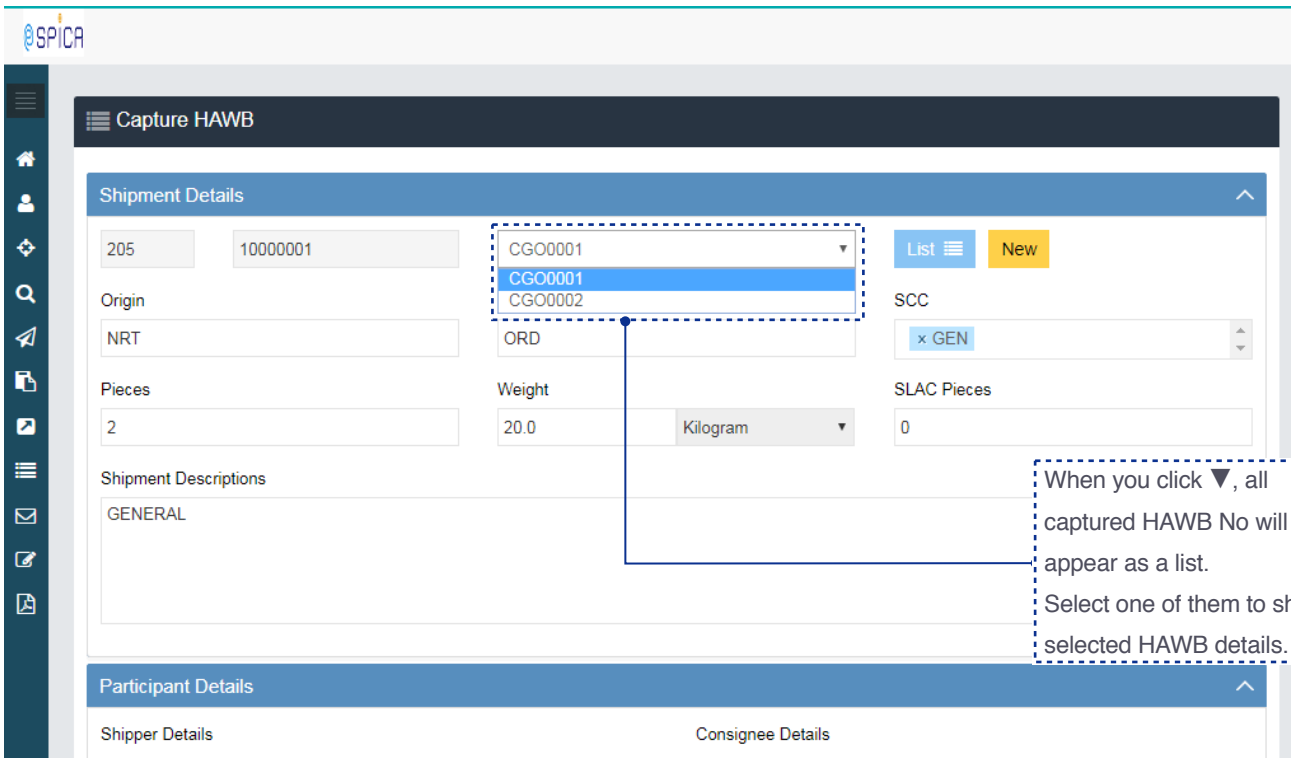 SPICA
Capture HAWB
Shipment Details
205 10000001 CGO0001 List New
CGO0001
CGO0002
Origin SCC
NRT ORD × GEN
Pieces Weight SLAC Pieces
2 20.0 Kilogram 0
Shipment Descriptions
GENERAL
When you click ▼, all
captured HAWB No will
appear as a list.
Select one of them to
selected HAWB details.
Participant Details
Shipper Details Consignee Details